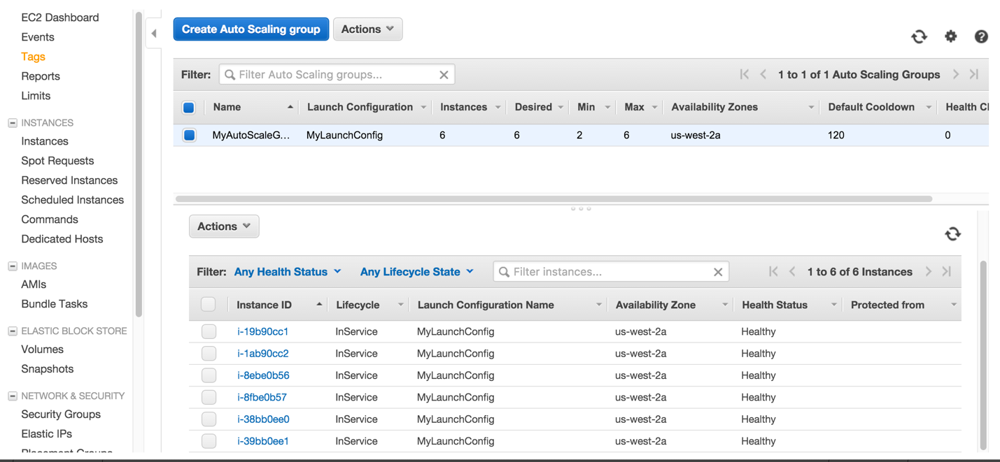 EC2 Dashboard
Events
Tags
Reports
Limits
INSTANCES
Instances
Spot Requests
Reserved Instances
Scheduled Instances
Commands
Dedicated Hosts
IMAGES
AMIs
Bundle Tasks
ELASTIC BLOCK STORE
Volumes
Snapshots
NETWORK & SECURITY
Security Groups
Elastic IPs
Placement Groups
Create Auto Scaling group Actions
Filter: Filter Auto Scaling groups... 1 to 1 of 1 Auto Scaling Groups
Name Launch Configuration Instances Desired Min Max Availability Zones Default Cooldown Health
MyAutoScaleG... MyLaunchConfig 6 6 2 6 us-west-2a 120 0
Actions
Filter: Any Health Status Any Lifecycle State Filter instances... 1 to 6 of 6 Instances
Instance ID Lifecycle Launch Configuration Name Availability Zone Health Status Protected from
i-19b90cc1 InService MyLaunchConfig us-west-2a Healthy
i-1ab90cc2 InService MyLaunchConfig us-west-2a Healthy
i-8ebe0b56 InService MyLaunchConfig us-west-2a Healthy
i-8fbe0b57 InService MyLaunchConfig us-west-2a Healthy
i-38bb0ee0 InService MyLaunchConfig us-west-2a Healthy
i-39bb0ee1 InService MyLaunchConfig us-west-2a Healthy